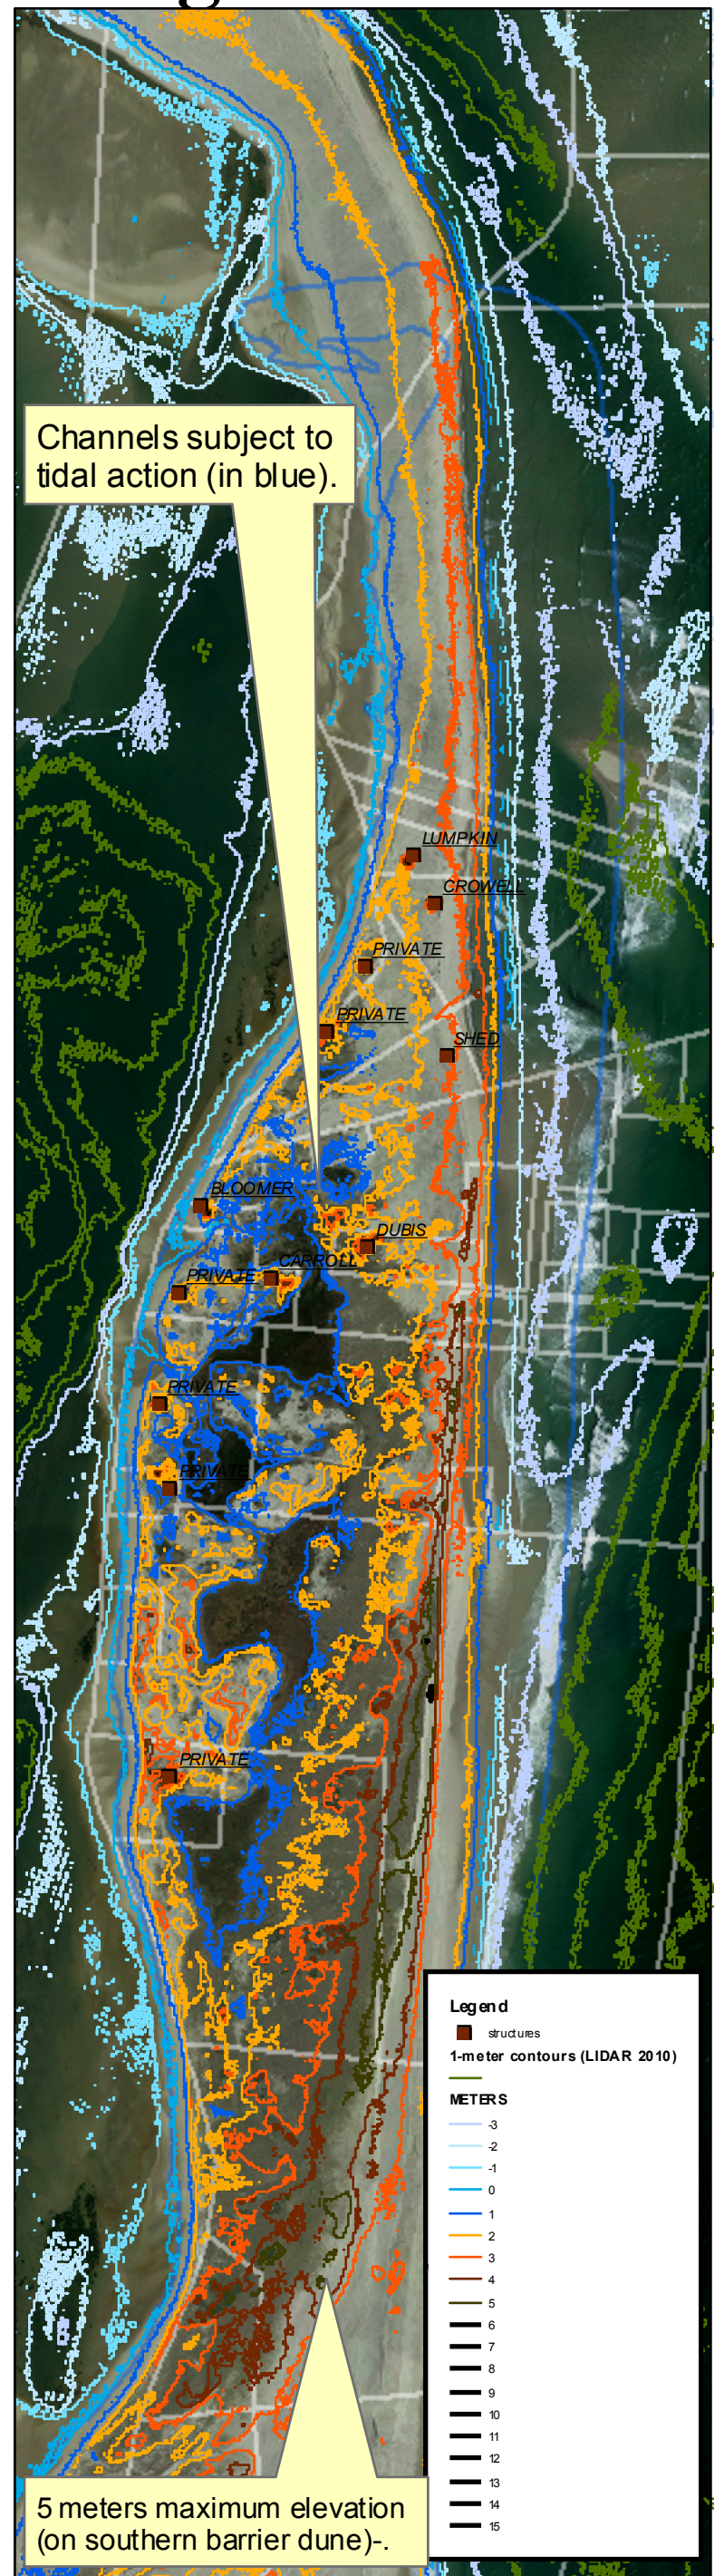 g
Channels subject to
tidal action (in blue).
LUMPKIN
CROWELL
PRIVATE
PRIVATE
SHED
BLOOMER
DUBIS
CARROLL
PRIVATE
PRIVATE
PRIVATE
PRIVATE
Legend
structures
1-meter contours (LIDAR 2010)
METERS
-3
-2
-1
0
1
2
3
4
5
6
7
8
9
10
11
12
13
14
15
5 meters maximum elevation
(on southern barrier dune)-.